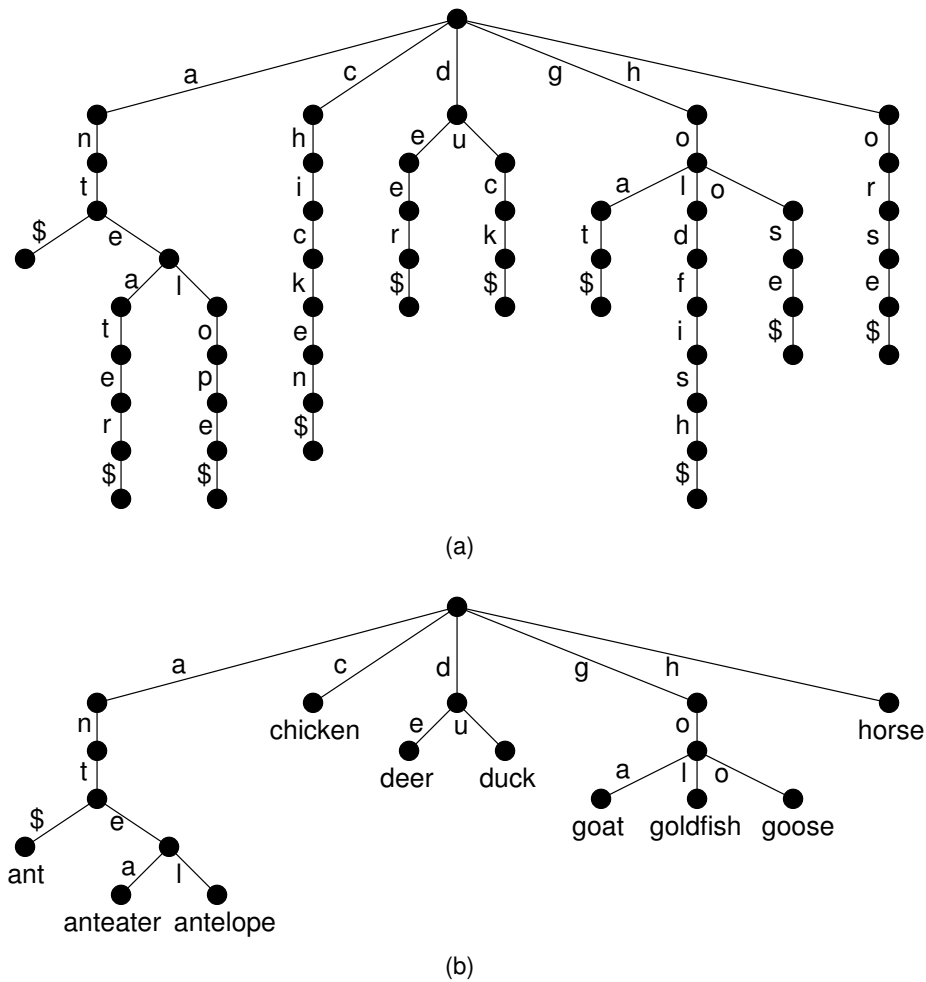 a c d g h
n h e u o o
t i e c a l o r
$ e c r k t d s s
a l k $ $ $ f e e
t o e i $ $
e p n s
r e $ h
$ $ $
(a)
a c d g h
n chicken e u o horse
t deer duck a l o
$ e goat goldfish goose
ant a l
anteater antelope
(b)